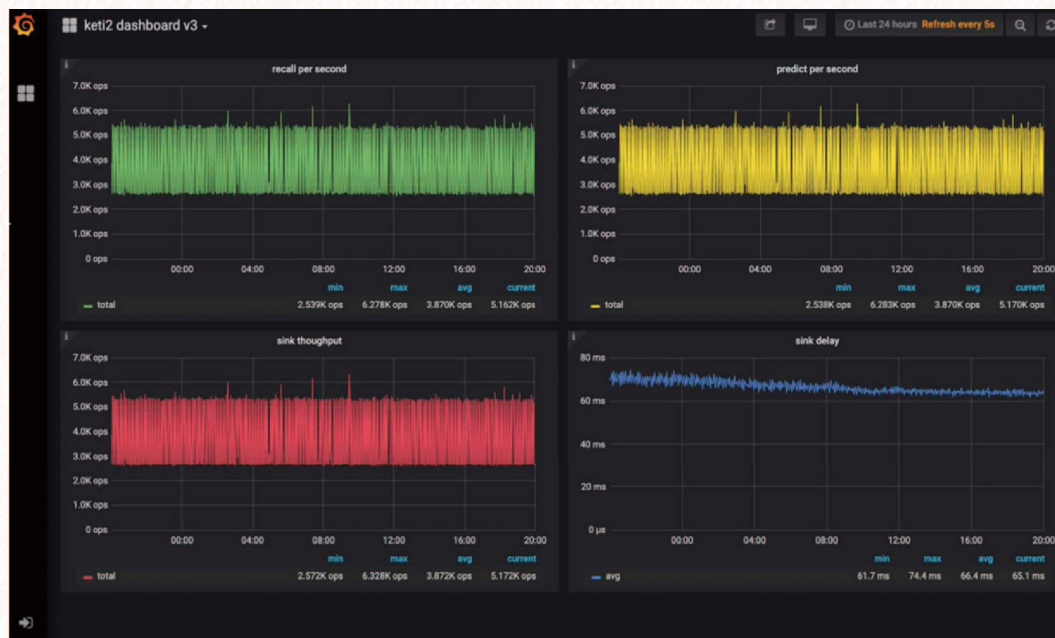 keti2 dashboard v3
Last 24 hours Refresh every 5s
recall per second
7.0K ops
6.0K ops
5.0K ops
4.0K ops
3.0K ops
2.0K ops
1.0K ops
0 ops
00:00 04:00 08:00 12:00 16:00 20:00
min max avg current
total 2.539K ops 6.278K ops 3.870K ops 5.162K ops
predict per second
7.0K ops
6.0K ops
5.0K ops
4.0K ops
3.0K ops
2.0K ops
1.0K ops
0 ops
00:00 04:00 08:00 12:00 16:00 20:00
min max avg current
total 2.538K ops 6.283K ops 3.870K ops 5.170K ops
sink thoughput
7.0K ops
6.0K ops
5.0K ops
4.0K ops
3.0K ops
2.0K ops
1.0K ops
0 ops
00:00 04:00 08:00 12:00 16:00 20:00
min max avg current
total 2.572K ops 6.328K ops 3.872K ops 5.172K ops
sink delay
80 ms
60 ms
40 ms
20 ms
0 µs
00:00 04:00 08:00 12:00 16:00 20:00
min max avg current
avg 61.7 ms 74.4 ms 66.4 ms 65.1 ms